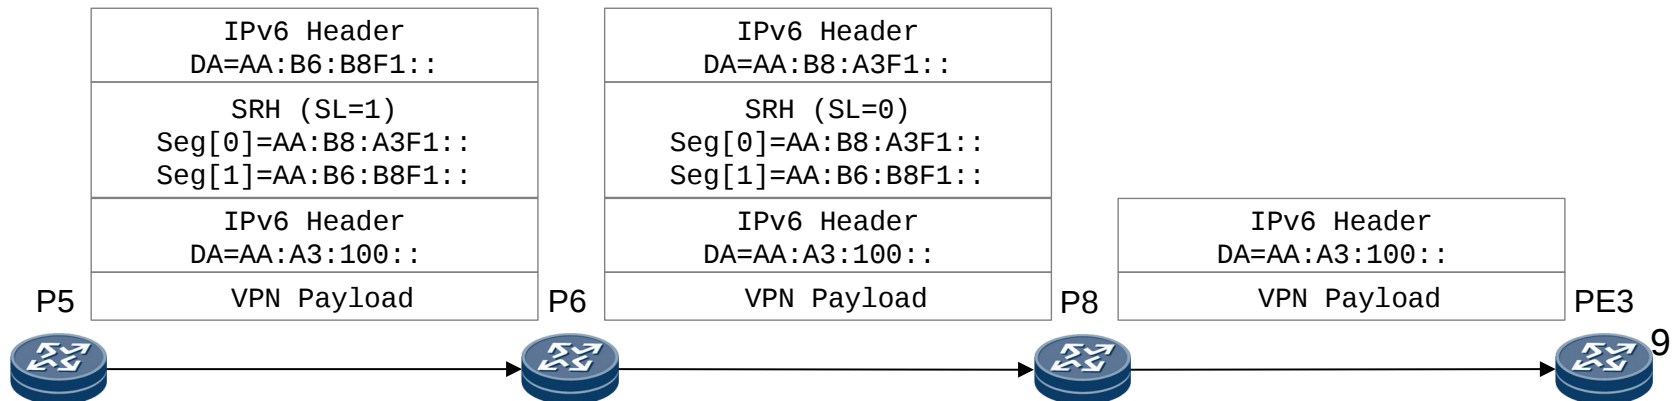 IPv6 Header
DA=AA:B6:B8F1::
SRH (SL=1)
Seg[0]=AA:B8:A3F1::
Seg[1]=AA:B6:B8F1::
IPv6 Header
DA=AA:A3:100::
VPN Payload
IPv6 Header
DA=AA:B8:A3F1::
SRH (SL=0)
Seg[0]=AA:B8:A3F1::
Seg[1]=AA:B6:B8F1::
IPv6 Header
DA=AA:A3:100::
VPN Payload
IPv6 Header
DA=AA:A3:100::
VPN Payload
P5
P6
P8
PE3
9